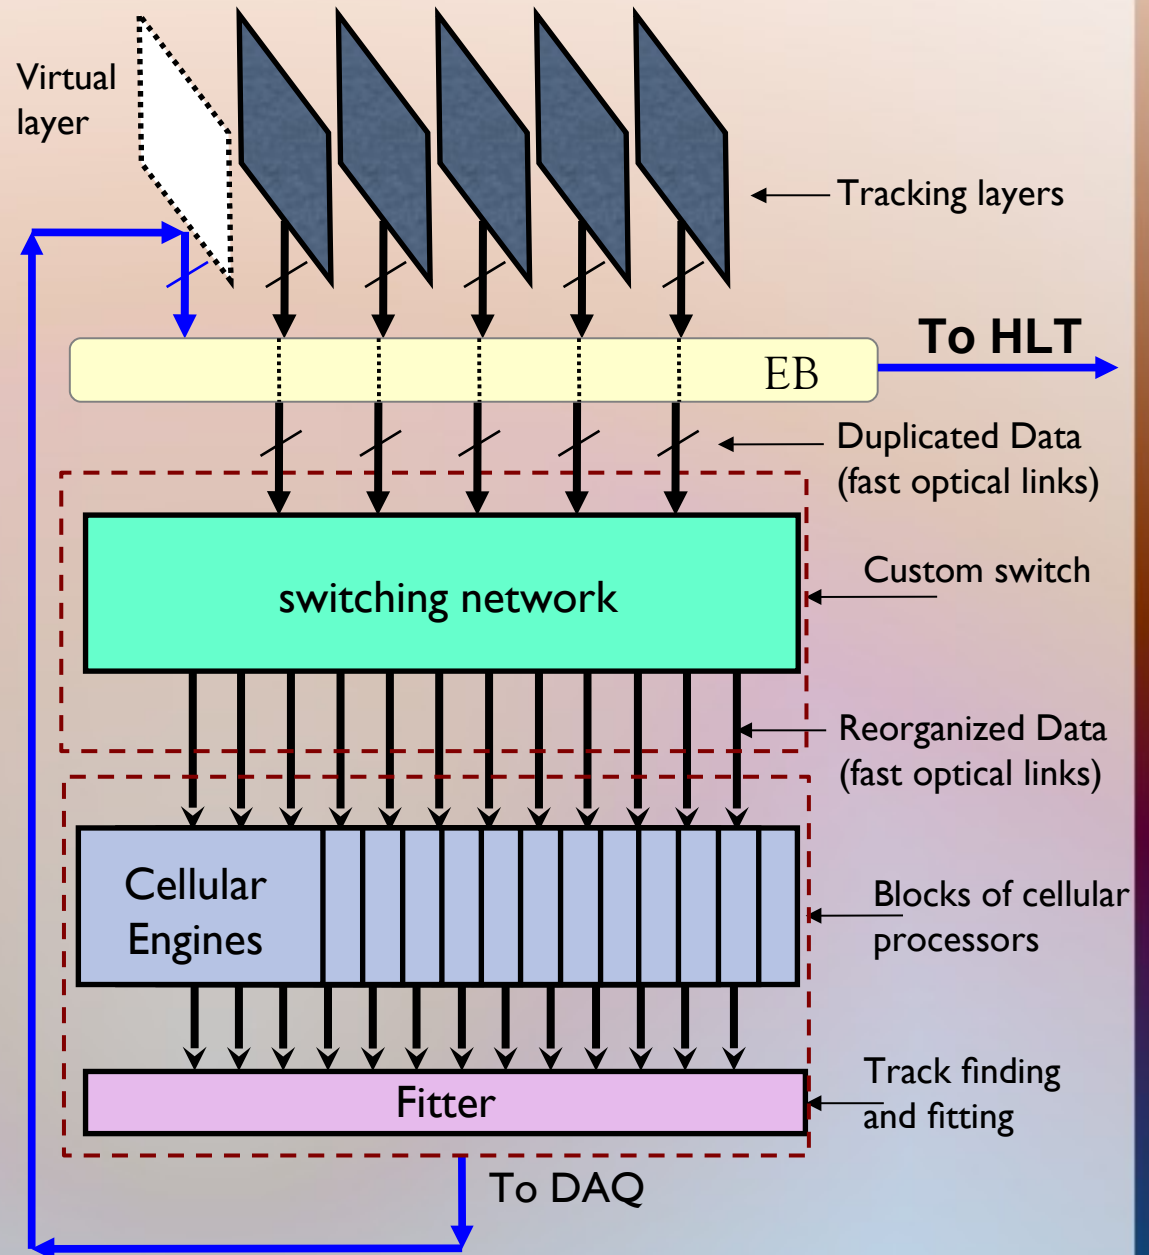 Virtual
layer
Tracking layers
To HLT
EB
Duplicated Data
(fast optical links)
switching network
Custom switch
Reorganized Data
(fast optical links)
Cellular
Engines
Blocks of cellular
processors
Fitter
Track finding
and fitting
To DAQ